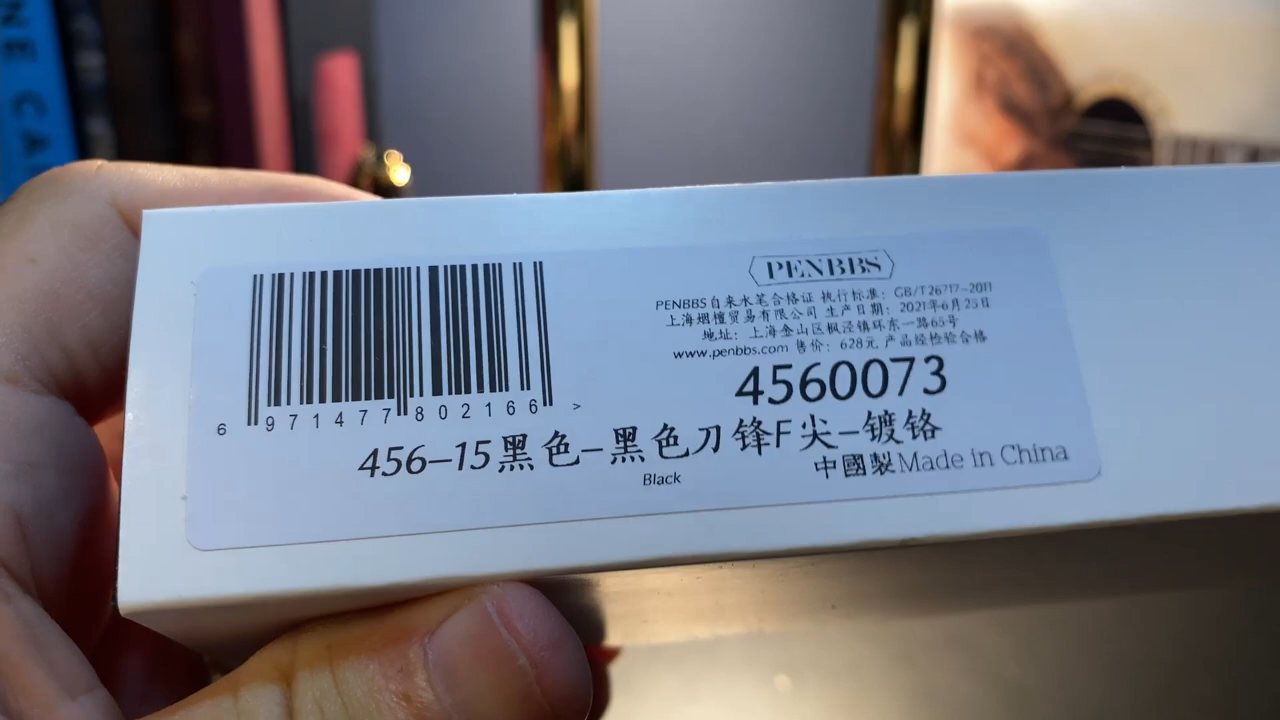 NE CA
PENBBS
PENBBS自来水笔合格证 执行标准：GB/T 26717-2011
上海烟檀贸易有限公司 生产日期：2021年6月25日
地址：上海金山区枫泾镇环东一路65号
www.penbbs.com 售价：628元 产品经检验合格
4560073
6 971477 802166 >
456-15黑色-黑色刀锋F尖-镀铬
Black
中國製Made in China